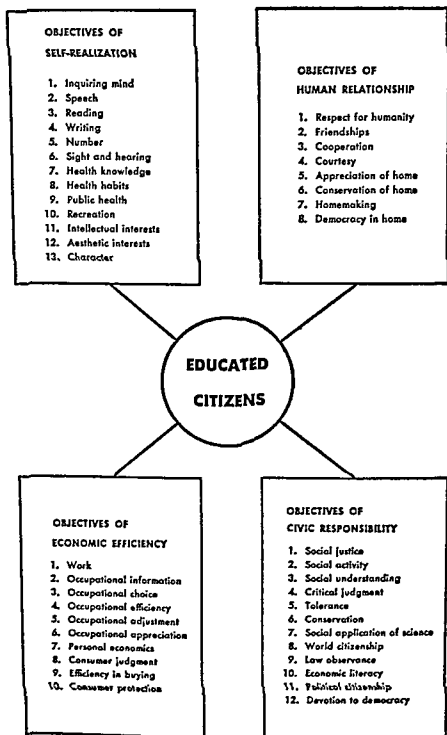 OBJECTIVES OF
SELF-REALIZATION
1. Inquiring mind
2. Speech
3. Reading
4. Writing
5. Number
6. Sight and hearing
7. Health knowledge
8. Health habits
9. Public health
10. Recreation
11. Intellectual interests
12. Aesthetic interests
13. Character
OBJECTIVES OF
HUMAN RELATIONSHIP
1. Respect for humanity
2. Friendships
3. Cooperation
4. Courtesy
5. Appreciation of home
6. Conservation of home
7. Homemaking
8. Democracy in home
EDUCATED
CITIZENS
OBJECTIVES OF
ECONOMIC EFFICIENCY
1. Work
2. Occupational information
3. Occupational choice
4. Occupational efficiency
5. Occupational adjustment
6. Occupational appreciation
7. Personal economics
8. Consumer judgment
9. Efficiency in buying
10. Consumer protection
OBJECTIVES OF
CIVIC RESPONSIBILITY
1. Social justice
2. Social activity
3. Social understanding
4. Critical judgment
5. Tolerance
6. Conservation
7. Social application of science
8. World citizenship
9. Law observance
10. Economic literacy
11. Political citizenship
12. Devotion to democracy